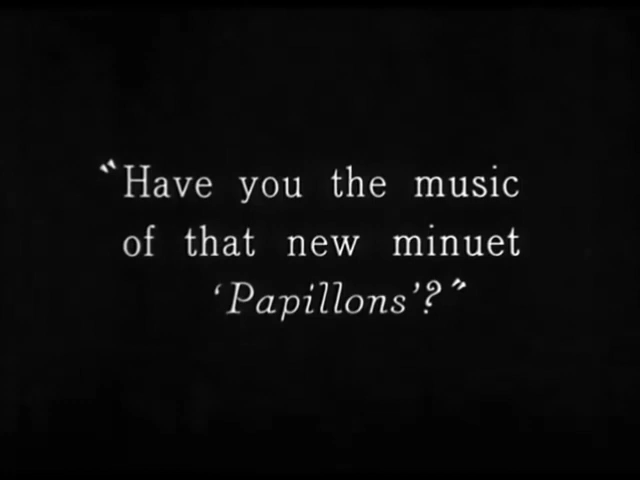 “Have you the music
of that new minuet
‘Papillons’?”